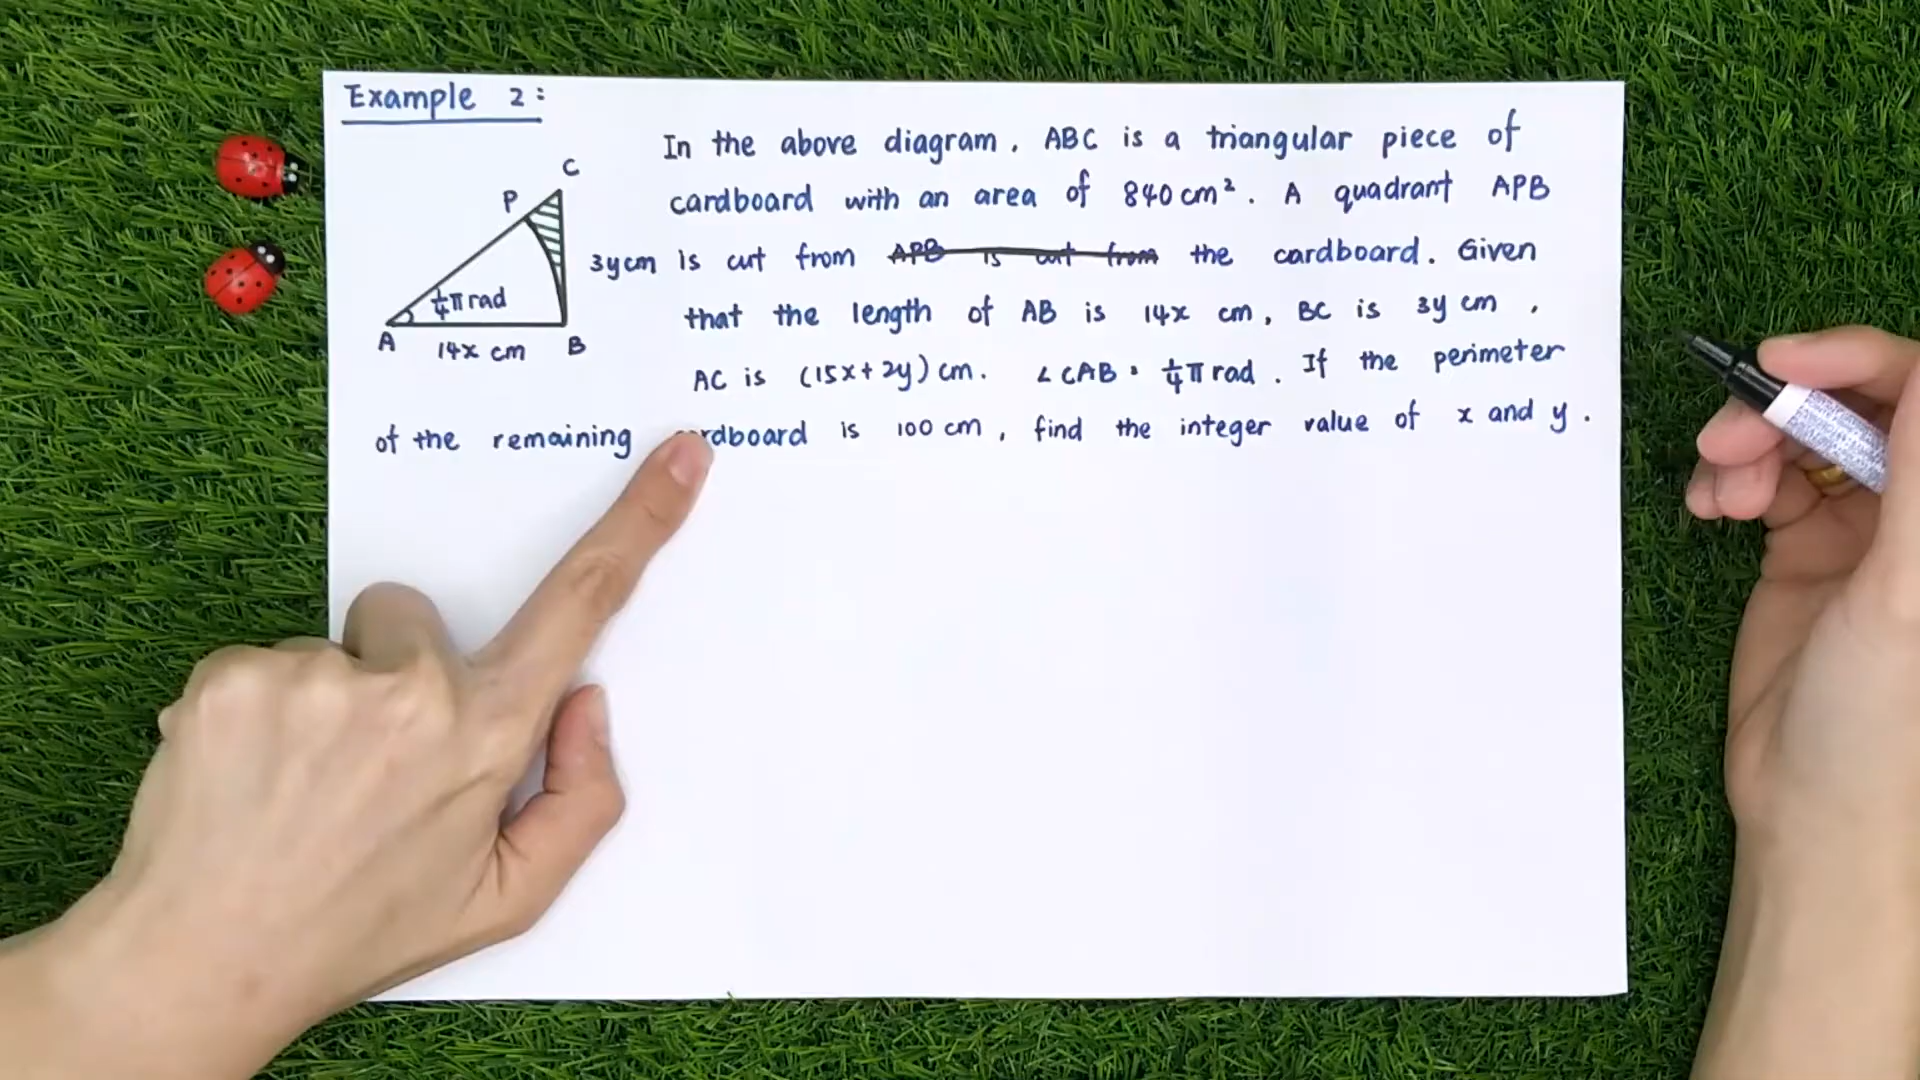 Example 2:
In the above diagram, ABC is a triangular piece of
cardboard with an area of 840 cm². A quadrant APB
is cut from APB is cut from the cardboard. Given
that the length of AB is 14x cm, BC is 3y cm,
AC is (15x+2y) cm. ∠CAB = ¼π rad. If the perimeter
of the remaining cardboard is 100 cm, find the integer value of x and y.
C
P
3y cm
¼π rad
A
14x cm
B